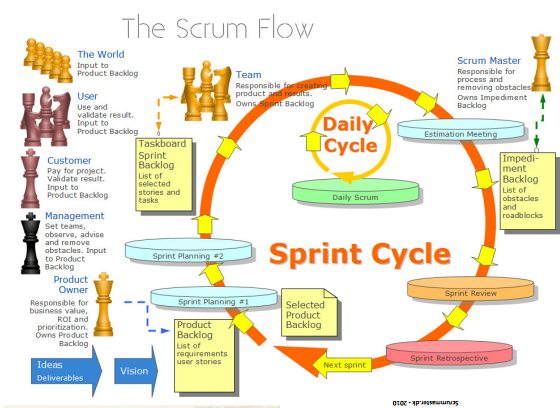 The Scrum Flow
The World
Input to
Product Backlog
User
Use and
validate result.
Input to
Product Backlog
Customer
Pay for project.
Validate result.
Input to
Product Backlog
Management
Set teams,
observe, advise
and remove
obstacles. Input
to Product
Backlog
Product
Owner
Responsible for
business value,
ROI and
prioritization.
Owns Product
Backlog
Ideas
Deliverables
Vision
Team
Responsible for creating
product and results.
Owns Sprint Backlog
Taskboard
Sprint
Backlog
List of
selected
stories and
tasks
Sprint Planning #2
Sprint Planning #1
Product
Backlog
List of
requirements
user stories
Selected
Product
Backlog
Daily
Cycle
Daily Scrum
Sprint Cycle
Scrum Master
Responsible for
process and
removing obstacles
Owns Impediment
Backlog
Estimation Meeting
Impedi-
ment
Backlog
List of
obstacles
and
roadblocks
Sprint Review
Sprint Retrospective
Next sprint
Scrummaster.dk - 2010